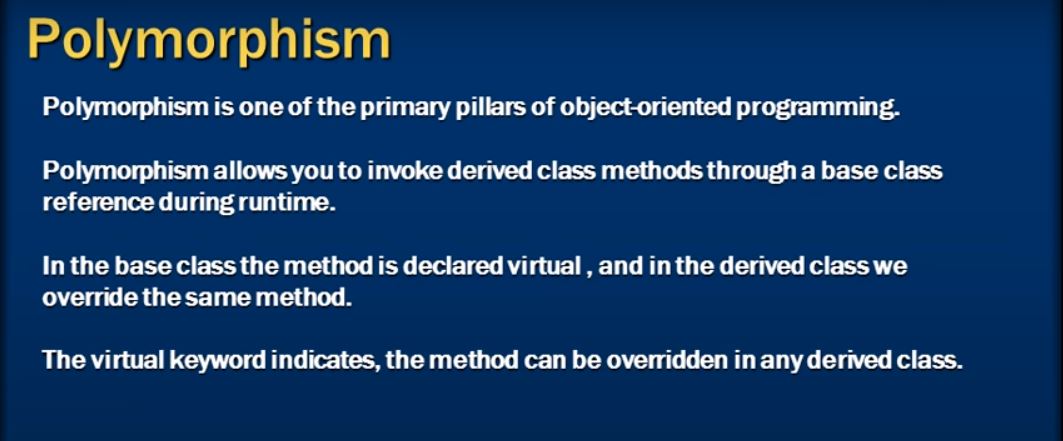 Polymorphism
Polymorphism is one of the primary pillars of object-oriented programming.
Polymorphism allows you to invoke derived class methods through a base class
reference during runtime.
In the base class the method is declared virtual , and in the derived class we
override the same method.
The virtual keyword indicates, the method can be overridden in any derived class.